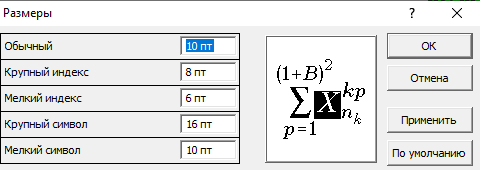 Размеры
Обычный 10 пт
Крупный индекс 8 пт
Мелкий индекс 6 пт
Крупный символ 16 пт
Мелкий символ 10 пт
(1+B)²
∑ X kp nk
p=1
ОК
Отмена
Применить
По умолчанию